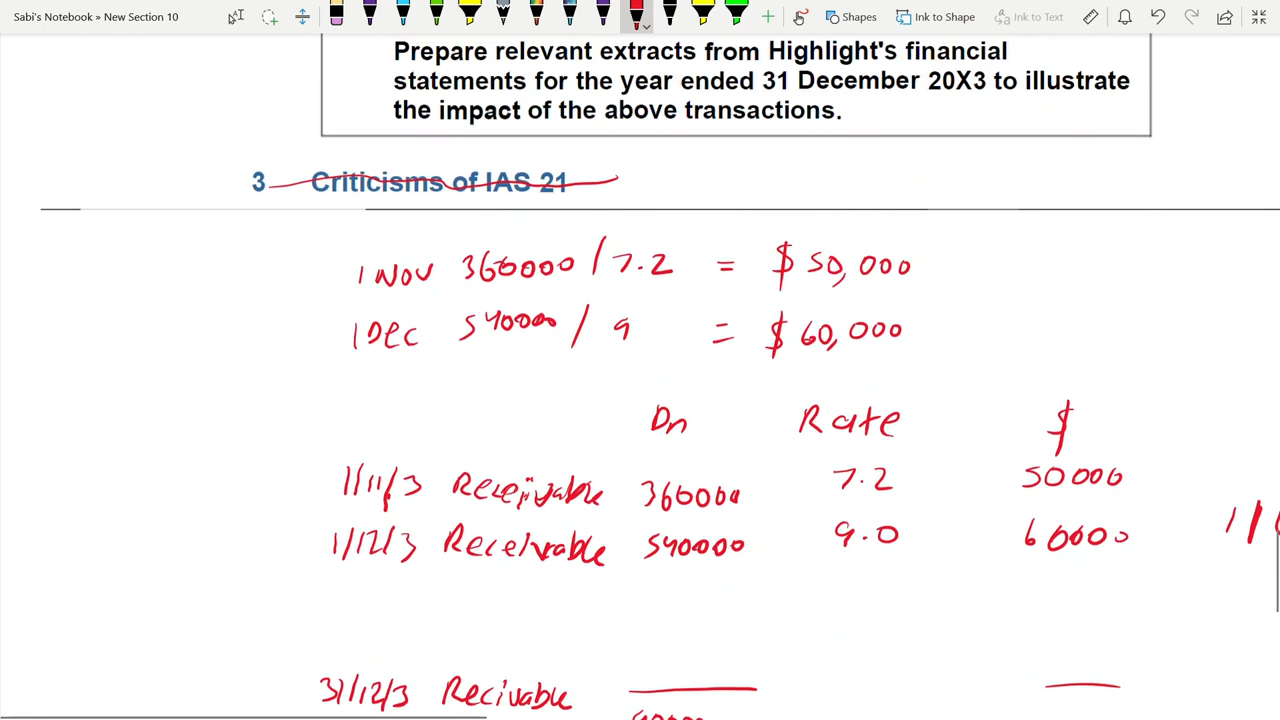 Sabi's Notebook » New Section 10
Shapes
Ink to Shape
Ink to Text
Prepare relevant extracts from Highlight's financial
statements for the year ended 31 December 20X3 to illustrate
the impact of the above transactions.
3 Criticisms of IAS 21
1 Nov 360000 / 7.2 = $ 50,000
1 Dec 540000 / 9 = $ 60,000
Dn Rate $
1/11/3 Receivable 360000 7.2 50000
1/12/3 Receivable 540000 9.0 60000
31/12/3 Recivable